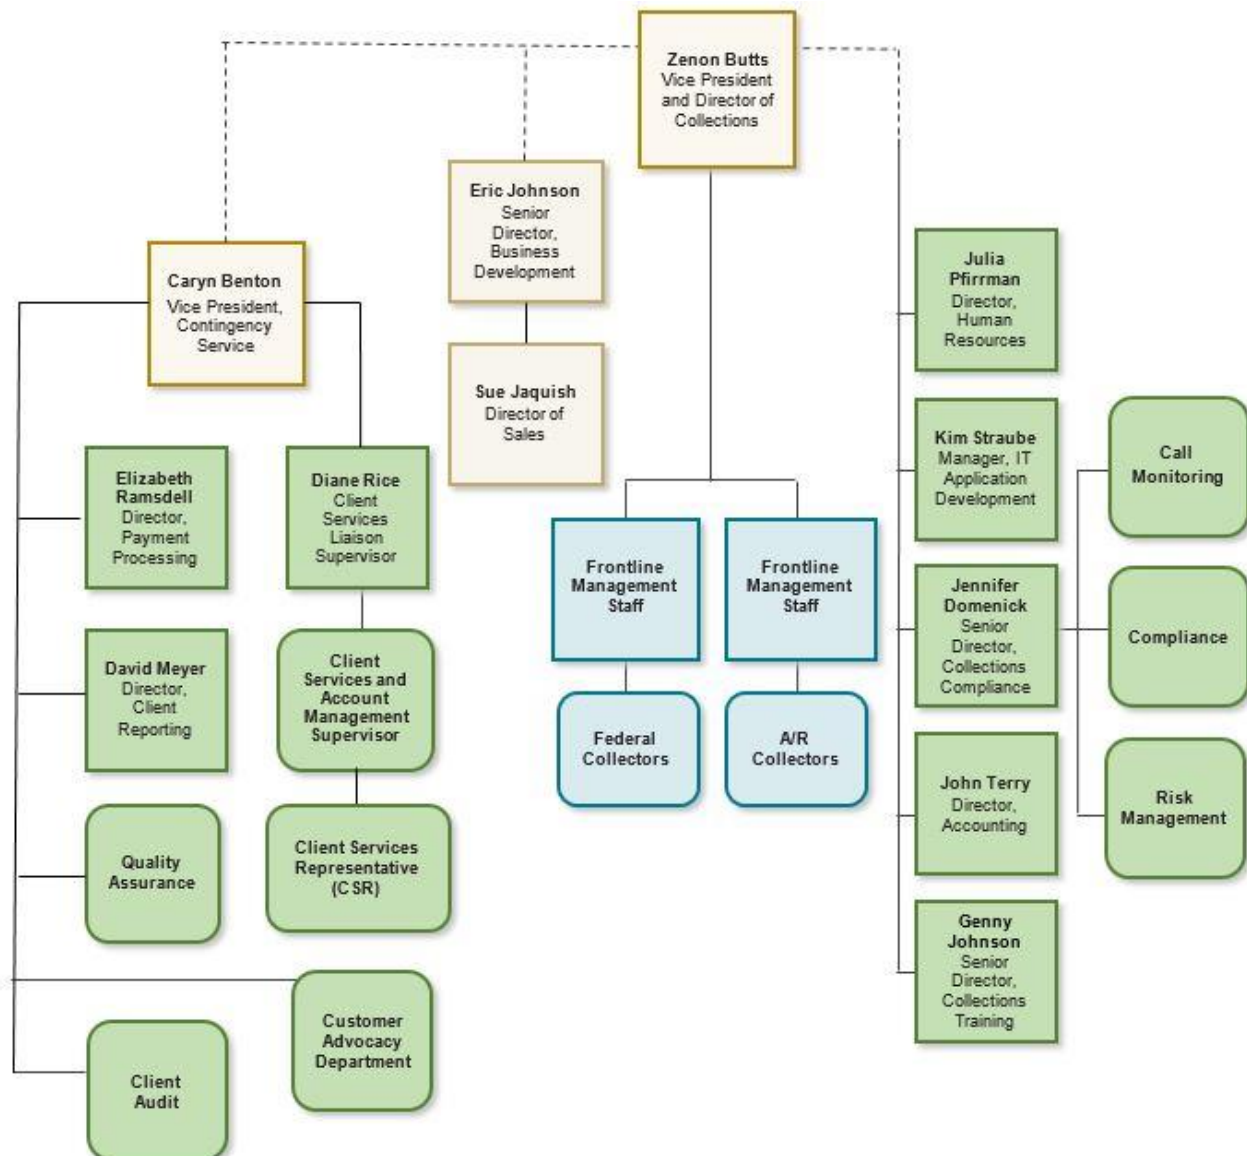 Zenon Butts
Vice President
and Director of
Collections
Eric Johnson
Senior
Director,
Business
Development
Caryn Benton
Vice President,
Contingency
Service
Sue Jaquish
Director of
Sales
Julia
Pfirrman
Director,
Human
Resources
Kim Straube
Manager, IT
Application
Development
Call
Monitoring
Elizabeth
Ramsdell
Director,
Payment
Processing
Diane Rice
Client
Services
Liaison
Supervisor
Frontline
Management
Staff
Frontline
Management
Staff
Jennifer
Domenick
Senior
Director,
Collections
Compliance
Compliance
David Meyer
Director,
Client
Reporting
Client
Services and
Account
Management
Supervisor
Federal
Collectors
A/R
Collectors
John Terry
Director,
Accounting
Risk
Management
Quality
Assurance
Client Services
Representative
(CSR)
Genny
Johnson
Senior
Director,
Collections
Training
Customer
Advocacy
Department
Client
Audit